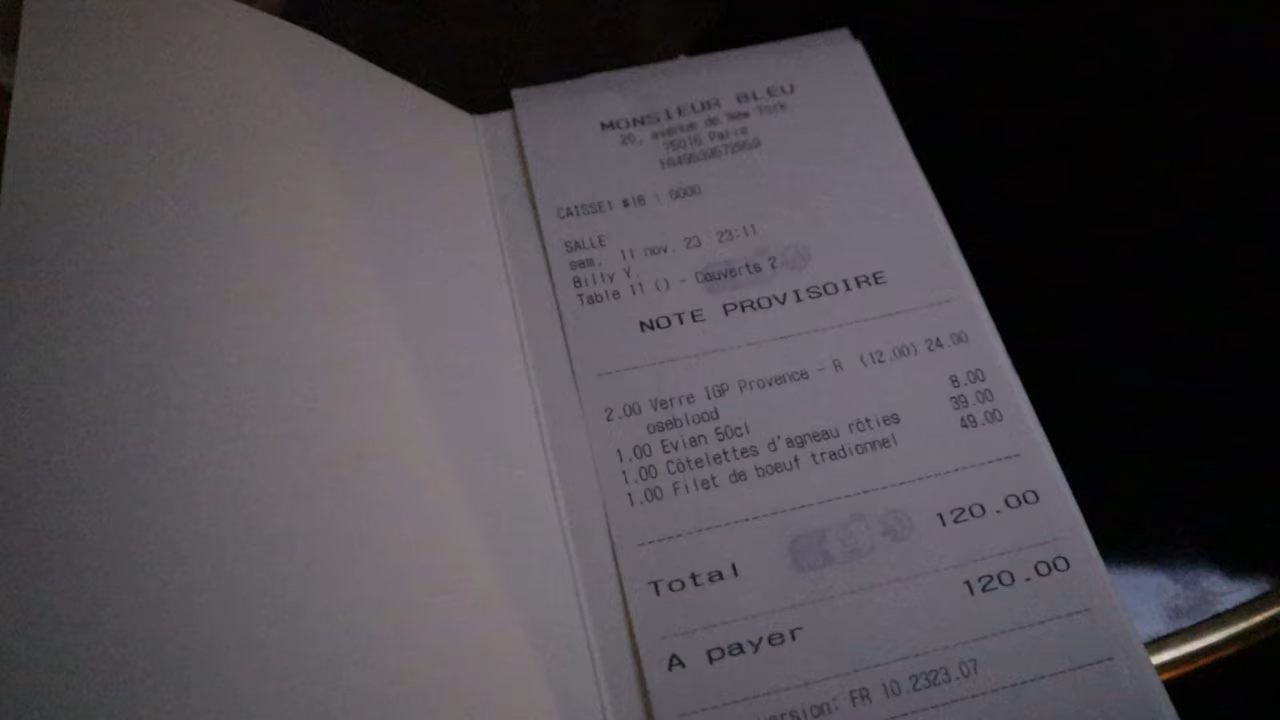 MONSIEUR BLEU
20, avenue de New York
75016 Paris
CAISSE1 #16 : 0000
SALLE
sam. 11 nov. 23 23:11
Billy Y.
Table 11 () - Couverts 2
NOTE PROVISOIRE
2.00 Verre IGP Provence - R (12.00) 24.00
oseblood
1.00 Evian 50cl 8.00
1.00 Côtelettes d'agneau rôties 39.00
1.00 Filet de boeuf tradionnel 49.00
Total 120.00
A payer 120.00
ersion: FR 10.2323.07